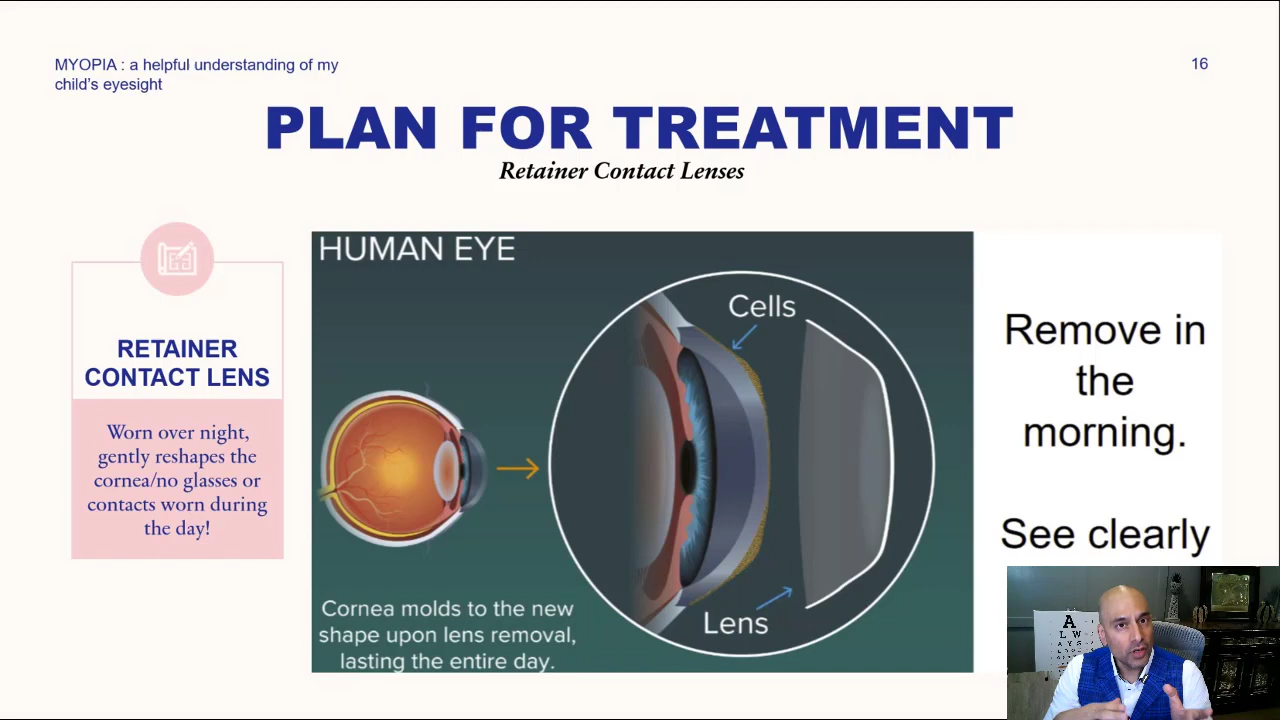 MYOPIA : a helpful understanding of my
child's eyesight
16
PLAN FOR TREATMENT
Retainer Contact Lenses
RETAINER
CONTACT LENS
Worn over night,
gently reshapes the
cornea/no glasses or
contacts worn during
the day!
HUMAN EYE
Cells
Lens
Cornea molds to the new
shape upon lens removal,
lasting the entire day.
Remove in
the
morning.
See clearly
A
L W